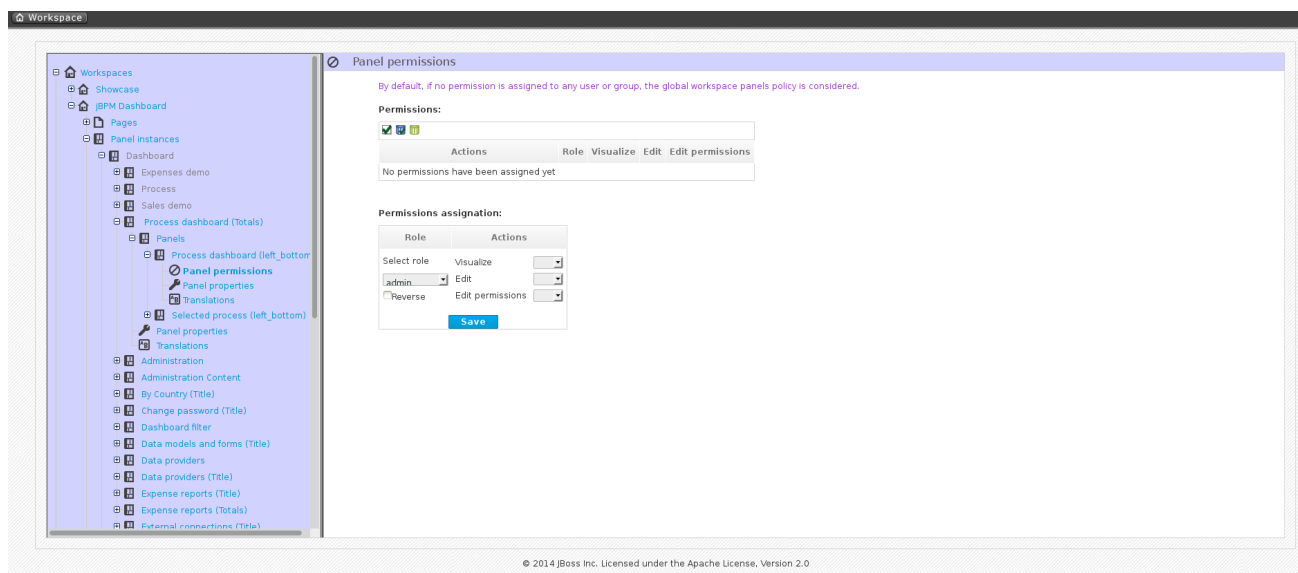 Workspace
Workspaces
Showcase
jBPM Dashboard
Pages
Panel instances
Dashboard
Expenses demo
Process
Sales demo
Process dashboard (Totals)
Panels
Process dashboard (left_bottom
Panel permissions
Panel properties
Translations
Selected process (left_bottom)
Panel properties
Translations
Administration
Administration Content
By Country (Title)
Change password (Title)
Dashboard filter
Data models and forms (Title)
Data providers
Data providers (Title)
Expense reports (Title)
Expense reports (Totals)
External connections (Title)
Panel permissions
By default, if no permission is assigned to any user or group, the global workspace panels policy is considered.
Permissions:
Actions Role Visualize Edit Edit permissions
No permissions have been assigned yet
Permissions assignation:
Role Actions
Select role Visualize
admin Edit
Reverse Edit permissions
Save
© 2014 JBoss Inc. Licensed under the Apache License, Version 2.0